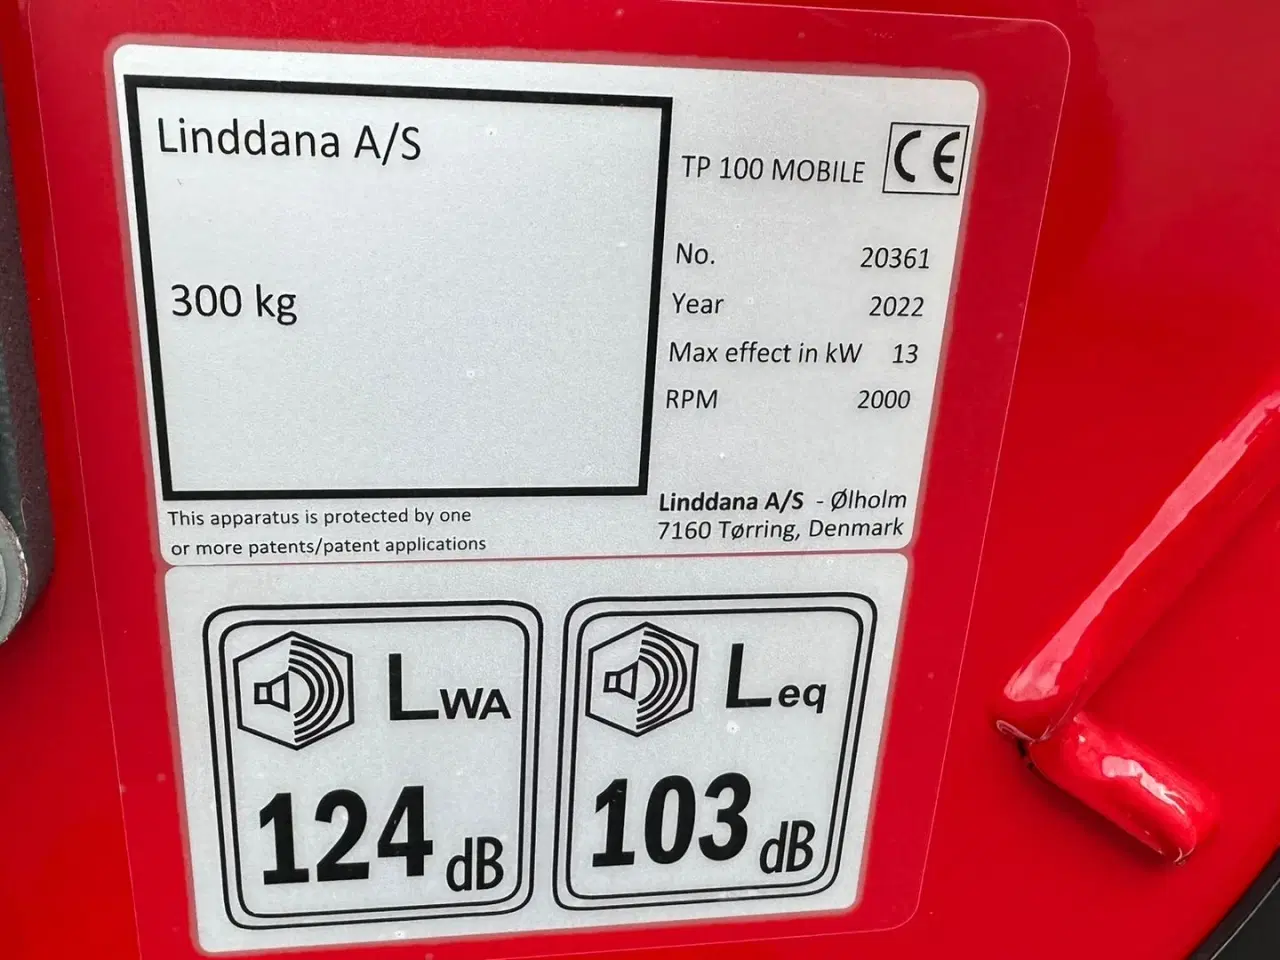 Linddana A/S
300 kg
TP 100 MOBILE CE
No. 20361
Year 2022
Max effect in kW 13
RPM 2000
Linddana A/S - Ølholm
7160 Tørring, Denmark
This apparatus is protected by one
or more patents/patent applications
LWA
124 dB
Leq
103 dB